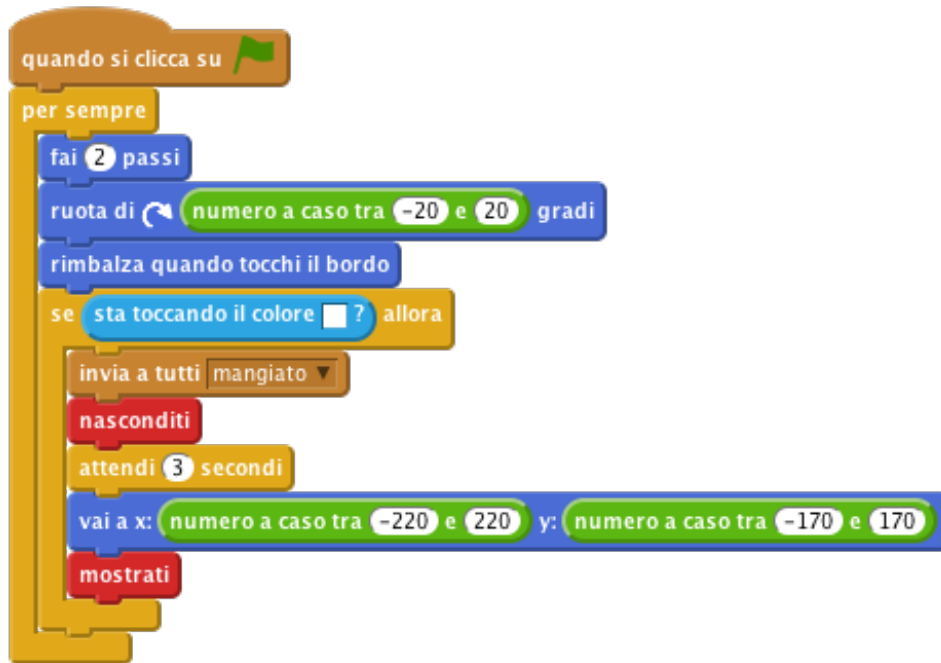 quando si clicca su
per sempre
fai 2 passi
ruota di numero a caso tra -20 e 20 gradi
rimbalza quando tocchi il bordo
se sta toccando il colore ? allora
invia a tutti mangiato
nasconditi
attendi 3 secondi
vai a x: numero a caso tra -220 e 220 y: numero a caso tra -170 e 170
mostrati